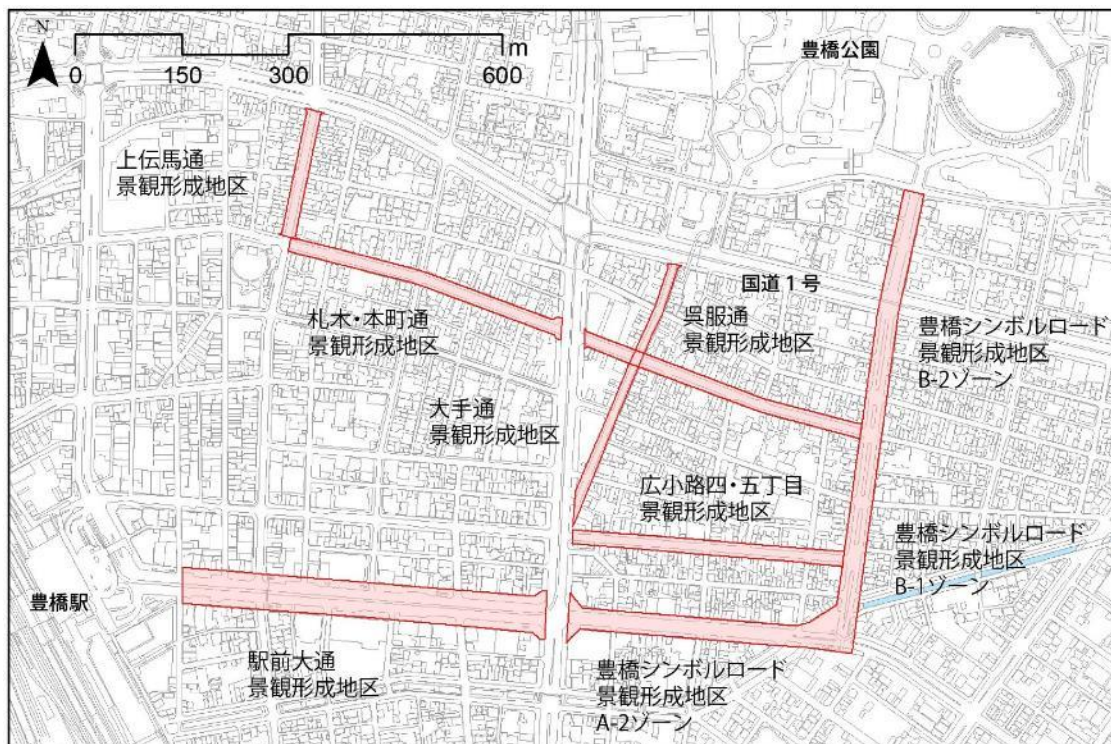 N
m
0 150 300 600
豊橋公園
上伝馬通
景観形成地区
国道1号
札木・本町通
景観形成地区
呉服通
景観形成地区
豊橋シンボルロード
景観形成地区
B-2ゾーン
大手通
景観形成地区
広小路四・五丁目
景観形成地区
豊橋シンボルロード
景観形成地区
B-1ゾーン
豊橋駅
駅前大通
景観形成地区
豊橋シンボルロード
景観形成地区
A-2ゾーン